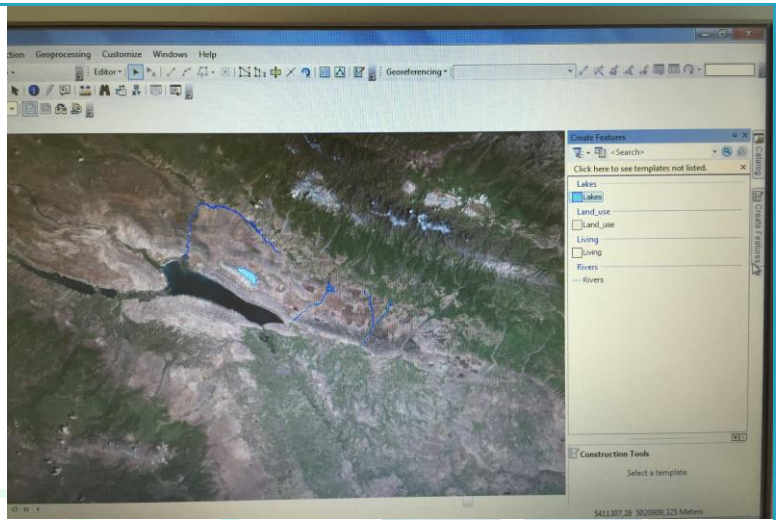 Geoprocessing Customize Windows Help
Editor
Georeferencing
Create Features
<Search>
Click here to see templates not listed.
Lakes
Lakes
Land_use
Land_use
Living
Living
Rivers
Rivers
Construction Tools
Select a template.
5411307,28 5020909,325 Meters
Catalog
Create Features